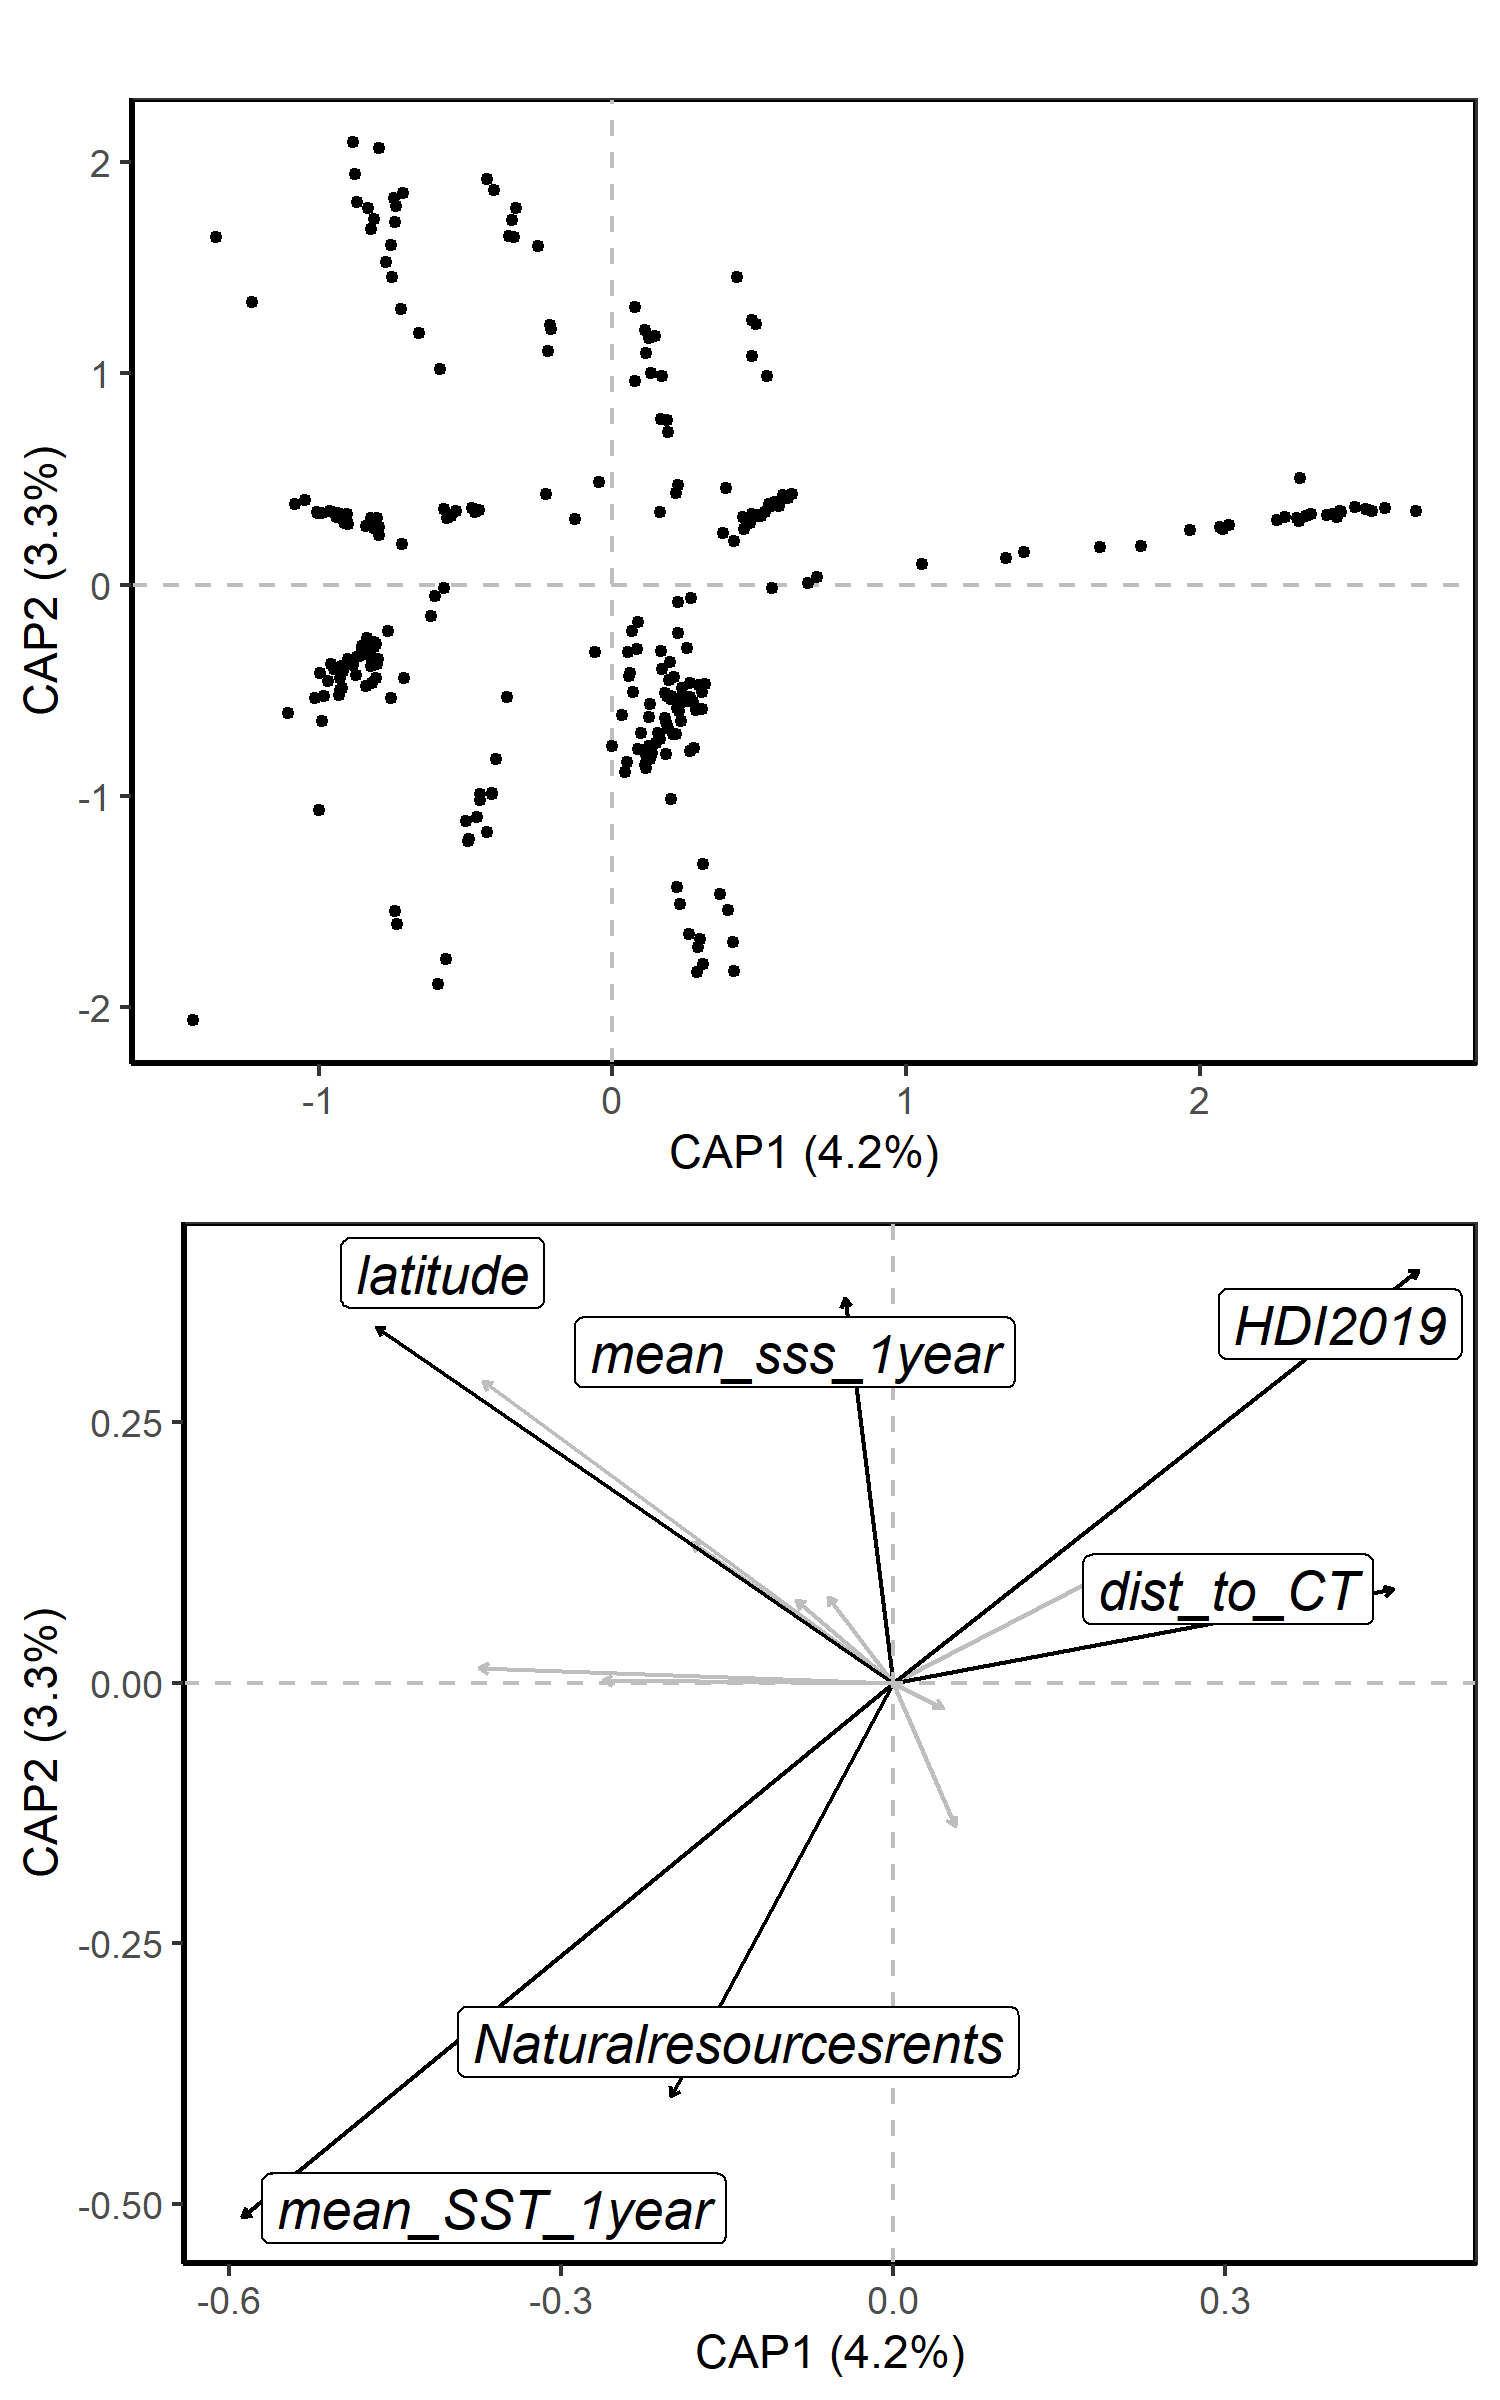 2
1
0
-1
-2
CAP2 (3.3%)
-1
0
1
2
CAP1 (4.2%)
latitude
mean_sss_1year
HDI2019
dist_to_CT
Naturalresourcesrents
mean_SST_1year
0.25
0.00
-0.25
-0.50
CAP2 (3.3%)
-0.6
-0.3
0.0
0.3
CAP1 (4.2%)